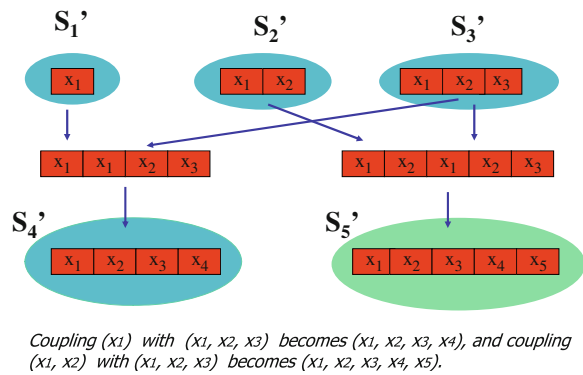 S₁’ S₂’ S₃’
x₁ x₁ x₂ x₁ x₂ x₃
x₁ x₁ x₂ x₃ x₁ x₂ x₁ x₂ x₃
S₄’ S₅’
x₁ x₂ x₃ x₄ x₁ x₂ x₃ x₄ x₅
Coupling (x1) with (x1, x2, x3) becomes (x1, x2, x3, x4), and coupling
(x1, x2) with (x1, x2, x3) becomes (x1, x2, x3, x4, x5).